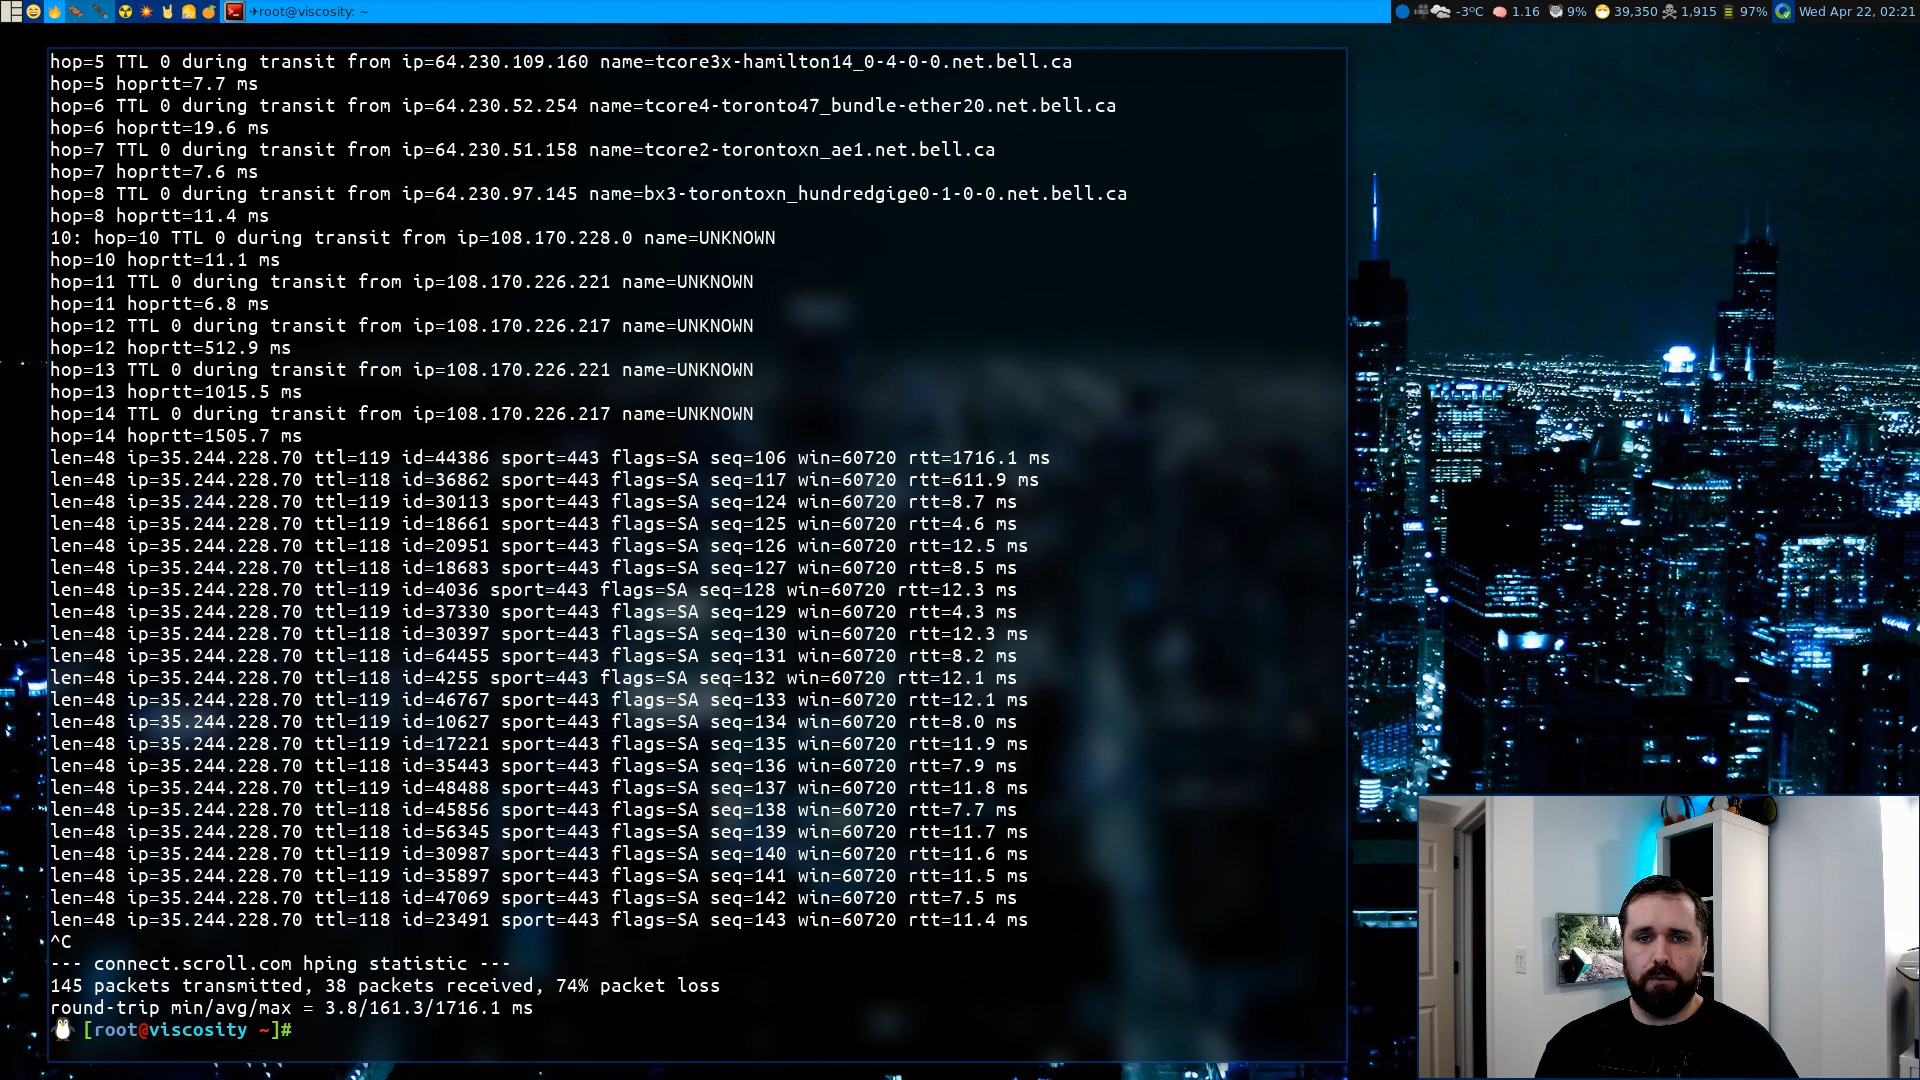 ✈root@viscosity: ~
-3ºC 1.16 9% 39,350 1,915 97% Wed Apr 22, 02:21
hop=5 TTL 0 during transit from ip=64.230.109.160 name=tcore3x-hamilton14_0-4-0-0.net.bell.ca
hop=5 hoprtt=7.7 ms
hop=6 TTL 0 during transit from ip=64.230.52.254 name=tcore4-toronto47_bundle-ether20.net.bell.ca
hop=6 hoprtt=19.6 ms
hop=7 TTL 0 during transit from ip=64.230.51.158 name=tcore2-torontoxn_ae1.net.bell.ca
hop=7 hoprtt=7.6 ms
hop=8 TTL 0 during transit from ip=64.230.97.145 name=bx3-torontoxn_hundredgige0-1-0-0.net.bell.ca
hop=8 hoprtt=11.4 ms
10: hop=10 TTL 0 during transit from ip=108.170.228.0 name=UNKNOWN
hop=10 hoprtt=11.1 ms
hop=11 TTL 0 during transit from ip=108.170.226.221 name=UNKNOWN
hop=11 hoprtt=6.8 ms
hop=12 TTL 0 during transit from ip=108.170.226.217 name=UNKNOWN
hop=12 hoprtt=512.9 ms
hop=13 TTL 0 during transit from ip=108.170.226.221 name=UNKNOWN
hop=13 hoprtt=1015.5 ms
hop=14 TTL 0 during transit from ip=108.170.226.217 name=UNKNOWN
hop=14 hoprtt=1505.7 ms
len=48 ip=35.244.228.70 ttl=119 id=44386 sport=443 flags=SA seq=106 win=60720 rtt=1716.1 ms
len=48 ip=35.244.228.70 ttl=118 id=36862 sport=443 flags=SA seq=117 win=60720 rtt=611.9 ms
len=48 ip=35.244.228.70 ttl=119 id=30113 sport=443 flags=SA seq=124 win=60720 rtt=8.7 ms
len=48 ip=35.244.228.70 ttl=119 id=18661 sport=443 flags=SA seq=125 win=60720 rtt=4.6 ms
len=48 ip=35.244.228.70 ttl=118 id=20951 sport=443 flags=SA seq=126 win=60720 rtt=12.5 ms
len=48 ip=35.244.228.70 ttl=118 id=18683 sport=443 flags=SA seq=127 win=60720 rtt=8.5 ms
len=48 ip=35.244.228.70 ttl=119 id=4036 sport=443 flags=SA seq=128 win=60720 rtt=12.3 ms
len=48 ip=35.244.228.70 ttl=119 id=37330 sport=443 flags=SA seq=129 win=60720 rtt=4.3 ms
len=48 ip=35.244.228.70 ttl=118 id=30397 sport=443 flags=SA seq=130 win=60720 rtt=12.3 ms
len=48 ip=35.244.228.70 ttl=118 id=64455 sport=443 flags=SA seq=131 win=60720 rtt=8.2 ms
len=48 ip=35.244.228.70 ttl=118 id=4255 sport=443 flags=SA seq=132 win=60720 rtt=12.1 ms
len=48 ip=35.244.228.70 ttl=119 id=46767 sport=443 flags=SA seq=133 win=60720 rtt=12.1 ms
len=48 ip=35.244.228.70 ttl=119 id=10627 sport=443 flags=SA seq=134 win=60720 rtt=8.0 ms
len=48 ip=35.244.228.70 ttl=119 id=17221 sport=443 flags=SA seq=135 win=60720 rtt=11.9 ms
len=48 ip=35.244.228.70 ttl=118 id=35443 sport=443 flags=SA seq=136 win=60720 rtt=7.9 ms
len=48 ip=35.244.228.70 ttl=119 id=48488 sport=443 flags=SA seq=137 win=60720 rtt=11.8 ms
len=48 ip=35.244.228.70 ttl=118 id=45856 sport=443 flags=SA seq=138 win=60720 rtt=7.7 ms
len=48 ip=35.244.228.70 ttl=118 id=56345 sport=443 flags=SA seq=139 win=60720 rtt=11.7 ms
len=48 ip=35.244.228.70 ttl=119 id=30987 sport=443 flags=SA seq=140 win=60720 rtt=11.6 ms
len=48 ip=35.244.228.70 ttl=119 id=35897 sport=443 flags=SA seq=141 win=60720 rtt=11.5 ms
len=48 ip=35.244.228.70 ttl=118 id=47069 sport=443 flags=SA seq=142 win=60720 rtt=7.5 ms
len=48 ip=35.244.228.70 ttl=118 id=23491 sport=443 flags=SA seq=143 win=60720 rtt=11.4 ms
^C
--- connect.scroll.com hping statistic ---
145 packets transmitted, 38 packets received, 74% packet loss
round-trip min/avg/max = 3.8/161.3/1716.1 ms
[root@viscosity ~]#